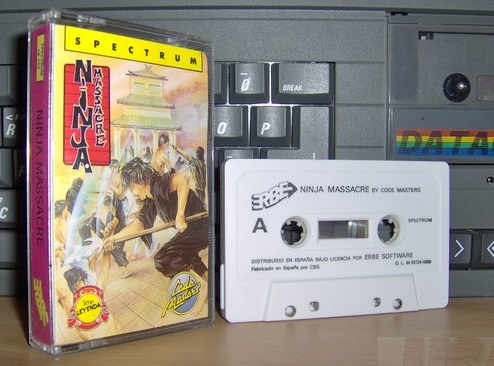 SPECTRUM
NINJA
MASSACRE
NINJA MASSACRE
ERBE
Serie
LEYENDA
Code
Masters
Ø
BREAK
O
P
DATA
ERBE
NINJA MASSACRE BY CODE MASTERS
A
SPECTRUM
DISTRIBUIDO EN ESPAÑA BAJO LICENCIA POR ERBE SOFTWARE
Fabricado en España por CBS